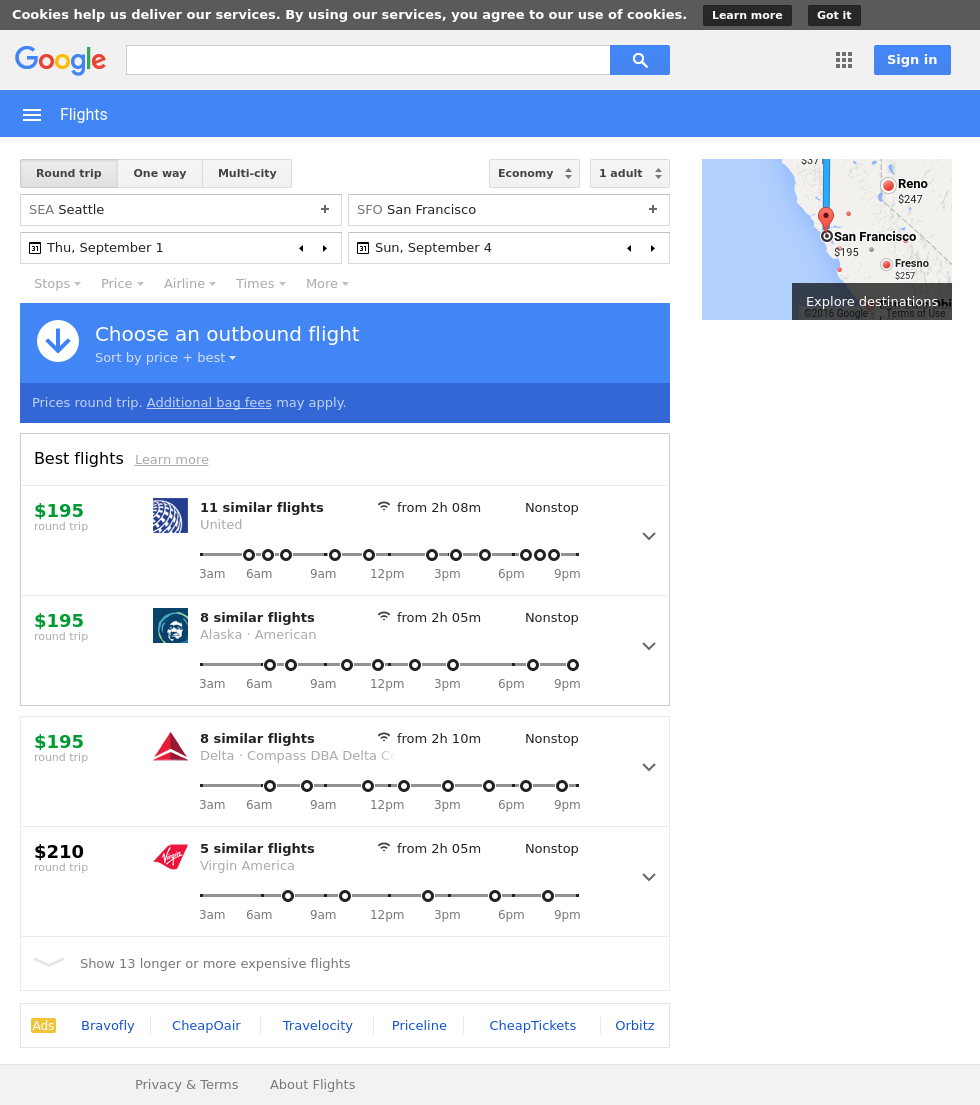 Cookies help us deliver our services. By using our services, you agree to our use of cookies. Learn more Got it
Google Sign in
Flights
Round trip One way Multi-city Economy 1 adult
SEA Seattle + SFO San Francisco +
31 Thu, September 1 31 Sun, September 4
Stops Price Airline Times More
$371
Reno
$247
San Francisco
$195
Fresno
$257
Explore destinations
©2016 Google Terms of Use
Choose an outbound flight
Sort by price + best
Prices round trip. Additional bag fees may apply.
Best flights Learn more
$195 11 similar flights from 2h 08m Nonstop
round trip United
3am 6am 9am 12pm 3pm 6pm 9pm
$195 8 similar flights from 2h 05m Nonstop
round trip Alaska · American
3am 6am 9am 12pm 3pm 6pm 9pm
$195 8 similar flights from 2h 10m Nonstop
round trip Delta · Compass DBA Delta
3am 6am 9am 12pm 3pm 6pm 9pm
$210 Virgin 5 similar flights from 2h 05m Nonstop
round trip Virgin America
3am 6am 9am 12pm 3pm 6pm 9pm
Show 13 longer or more expensive flights
Ads Bravofly CheapOair Travelocity Priceline CheapTickets Orbitz
Privacy & Terms About Flights